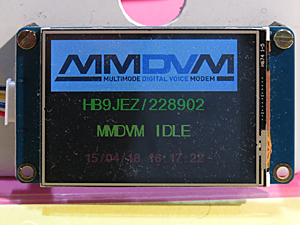 MMDVM
MULTIMODE DIGITAL VOICE MODEM
HB9JEZ/228902
MMDVM IDLE
15/04/18 16:17:22